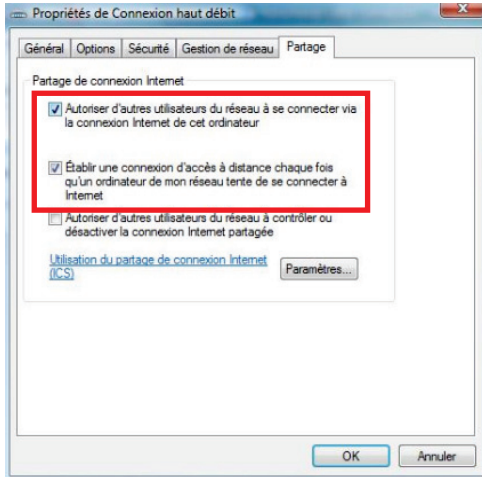 Propriétés de Connexion haut débit
Général Options Sécurité Gestion de réseau Partage
Partage de connexion Internet
Autoriser d'autres utilisateurs du réseau à se connecter via
la connexion Internet de cet ordinateur
Établir une connexion d'accès à distance chaque fois
qu'un ordinateur de mon réseau tente de se connecter à
Internet
Autoriser d'autres utilisateurs du réseau à contrôler ou
désactiver la connexion Internet partagée
Utilisation du partage de connexion Internet
(ICS)
Paramètres...
OK Annuler